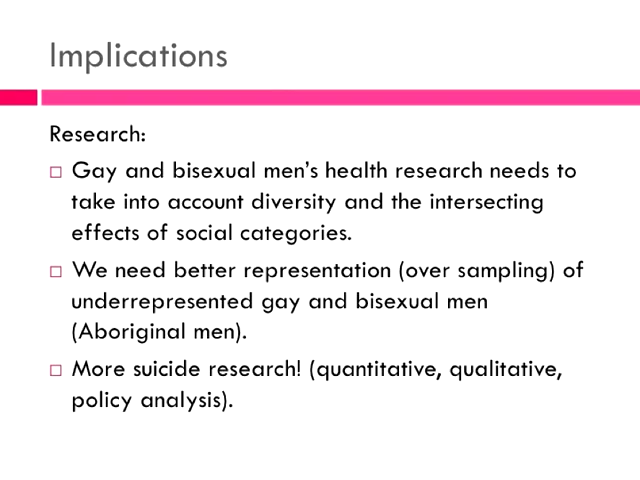 Implications
Research:
Gay and bisexual men's health research needs to
take into account diversity and the intersecting
effects of social categories.
We need better representation (over sampling) of
underrepresented gay and bisexual men
(Aboriginal men).
More suicide research! (quantitative, qualitative,
policy analysis).